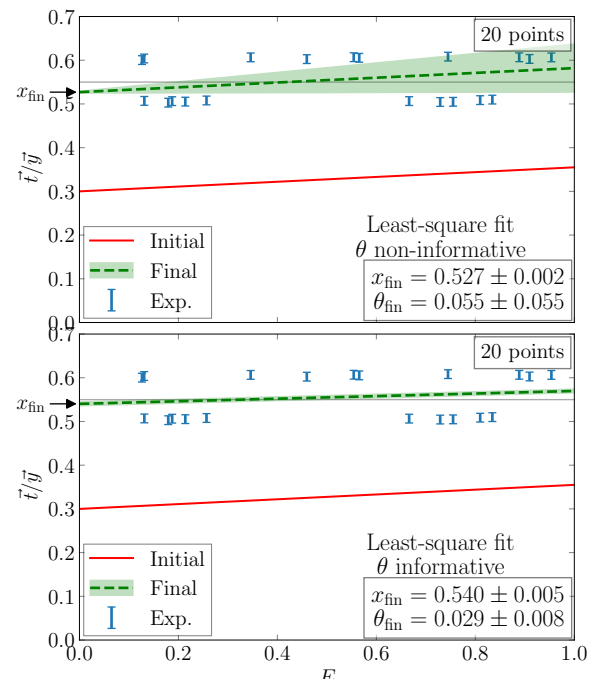 0.7
20 points
0.6
x_fin
0.5
t⃗/y⃗
0.4
0.3
0.2
0.1
0.0
Initial
Final
Exp.
Least-square fit
θ non-informative
x_fin = 0.527 ± 0.002
θ_fin = 0.055 ± 0.055
0.7
20 points
0.6
x_fin
0.5
t⃗/y⃗
0.4
0.3
0.2
0.1
0.0
Initial
Final
Exp.
Least-square fit
θ informative
x_fin = 0.540 ± 0.005
θ_fin = 0.029 ± 0.008
0.0 0.2 0.4 0.6 0.8 1.0